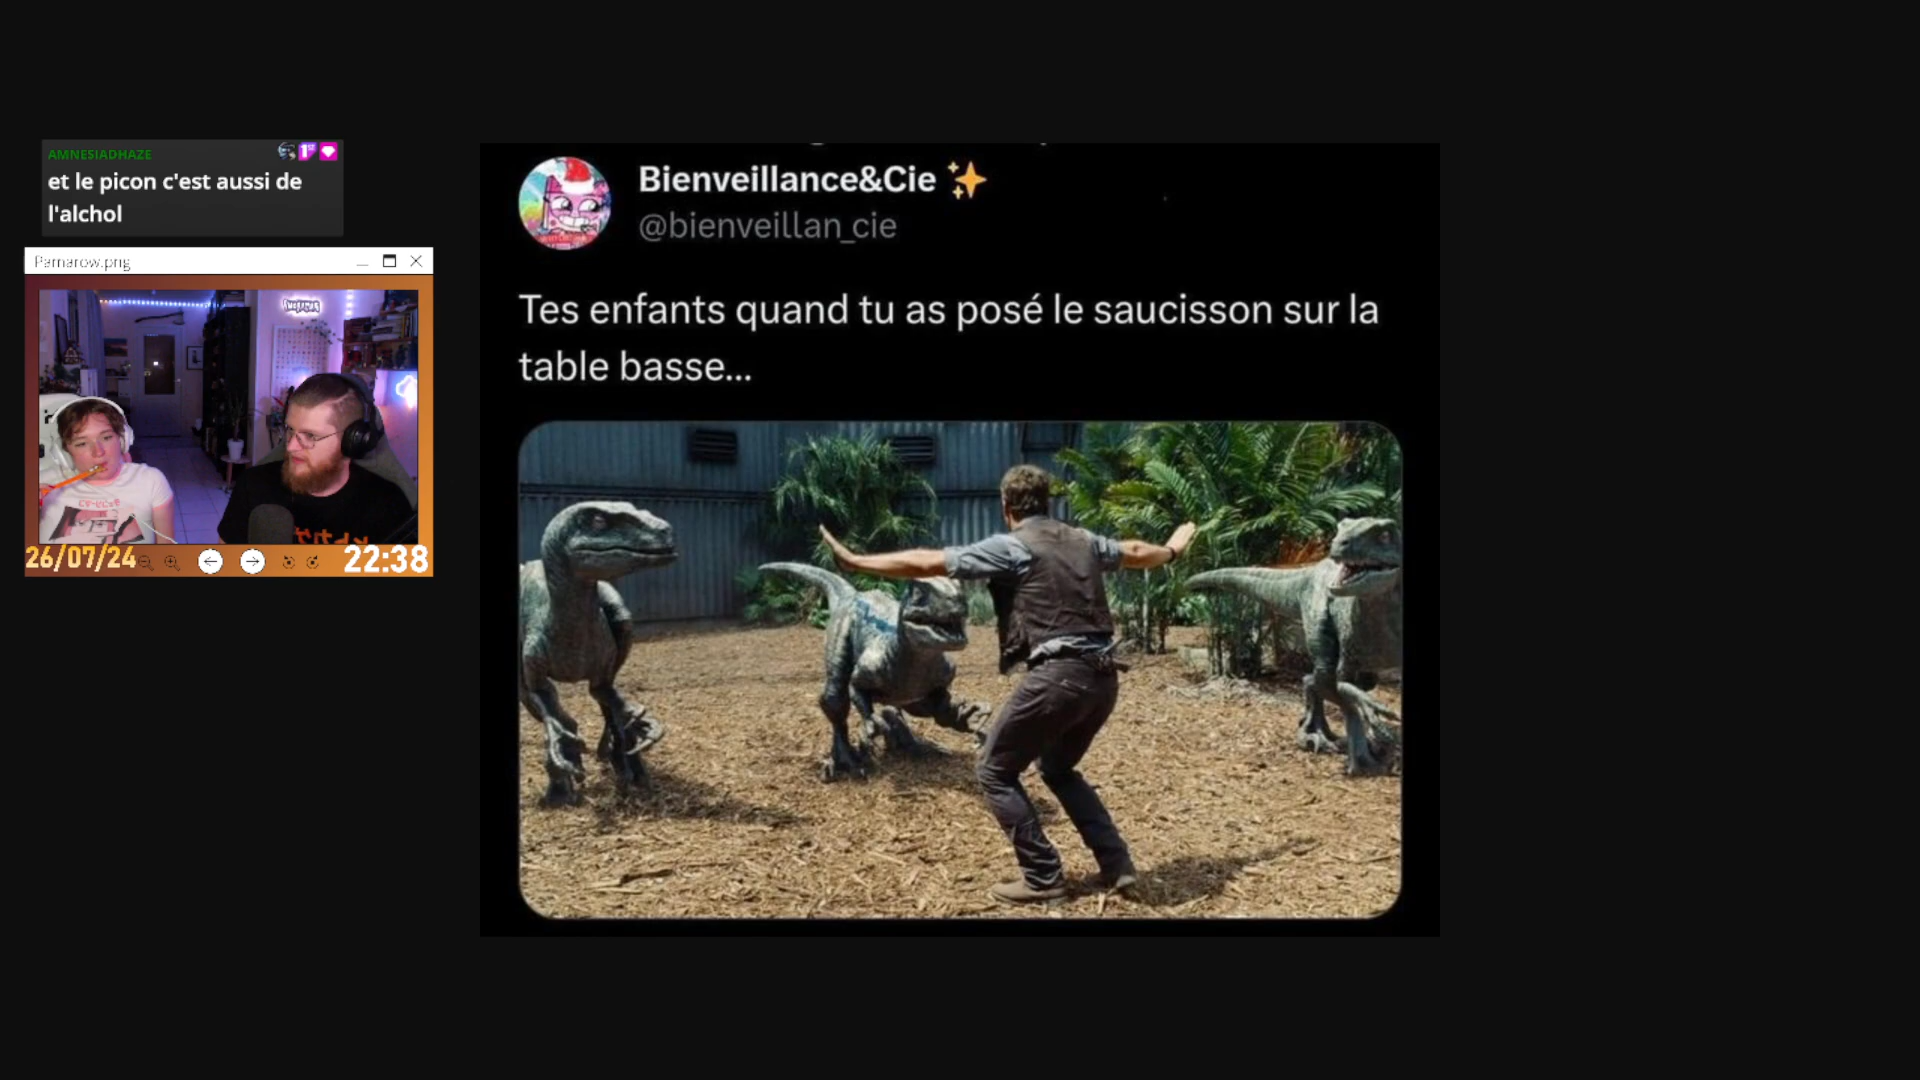 AMNESIADHAZE
et le picon c'est aussi de
l'alchol
Pamarow.png
26/07/24
22:38
Bienveillance&Cie
@bienveillan_cie
Tes enfants quand tu as posé le saucisson sur la
table basse...